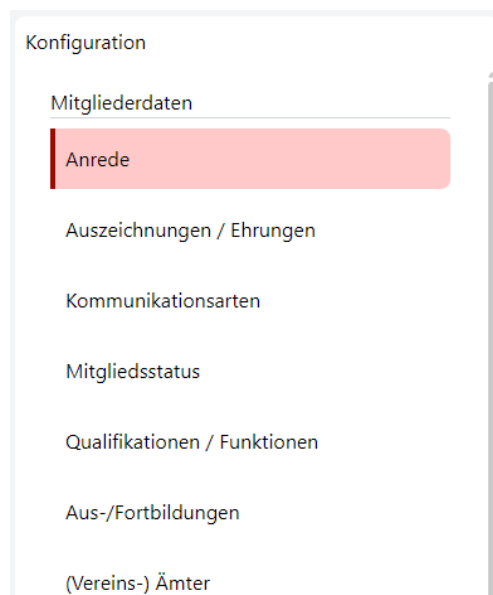 Konfiguration
Mitgliederdaten
Anrede
Auszeichnungen / Ehrungen
Kommunikationsarten
Mitgliedsstatus
Qualifikationen / Funktionen
Aus-/Fortbildungen
(Vereins-) Ämter